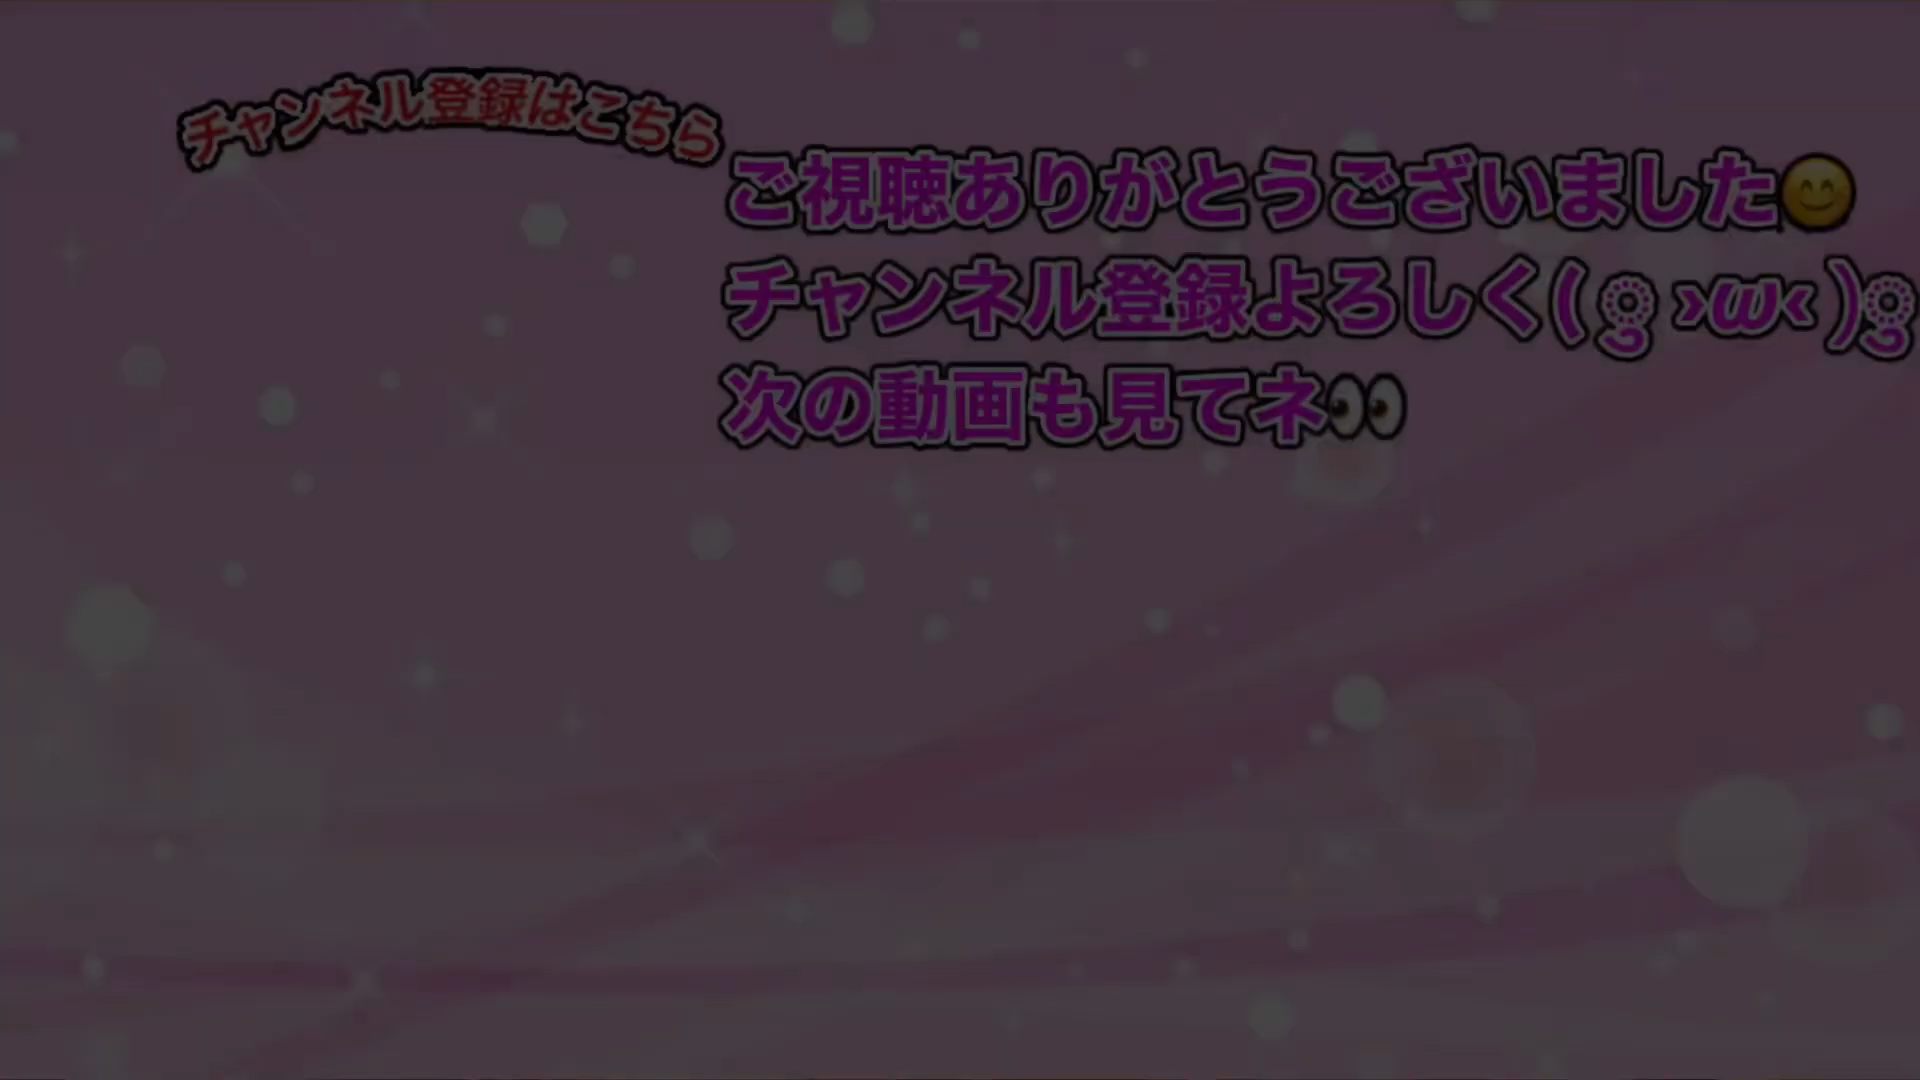 チャンネル登録はこちら
ご視聴ありがとうございました😊
チャンネル登録よろしく( ൭ ›ω‹ )൭
次の動画も見てネ👀